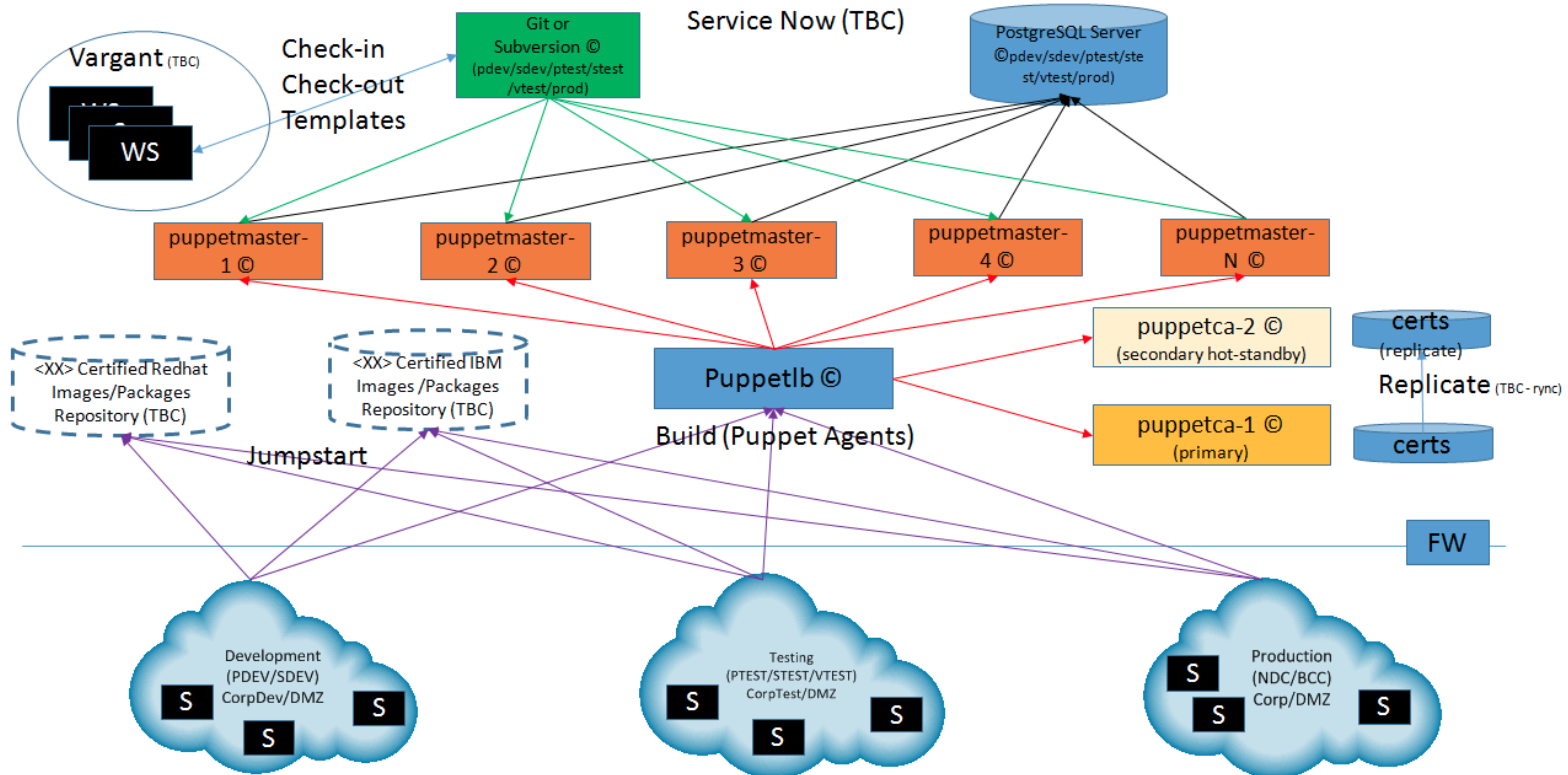 Service Now (TBC)
Vargant (TBC)
WS
Check-in
Check-out
Templates
Git or
Subversion ©
(pdev/sdev/ptest/stest
/vtest/prod)
PostgreSQL Server
©pdev/sdev/ptest/ste
st/vtest/prod)
puppetmaster-
1 ©
puppetmaster-
2 ©
puppetmaster-
3 ©
puppetmaster-
4 ©
puppetmaster-
N ©
<XX> Certified Redhat
Images/Packages
Repository (TBC)
<XX> Certified IBM
Images /Packages
Repository (TBC)
Puppetlb ©
puppetca-2 ©
(secondary hot-standby)
certs
(replicate)
Replicate (TBC - rync)
puppetca-1 ©
(primary)
certs
Jumpstart
Build (Puppet Agents)
FW
Development
(PDEV/SDEV)
CorpDev/DMZ
S
S
S
Testing
(PTEST/STEST/VTEST)
CorpTest/DMZ
S
S
S
Production
(NDC/BCC)
Corp/DMZ
S
S
S